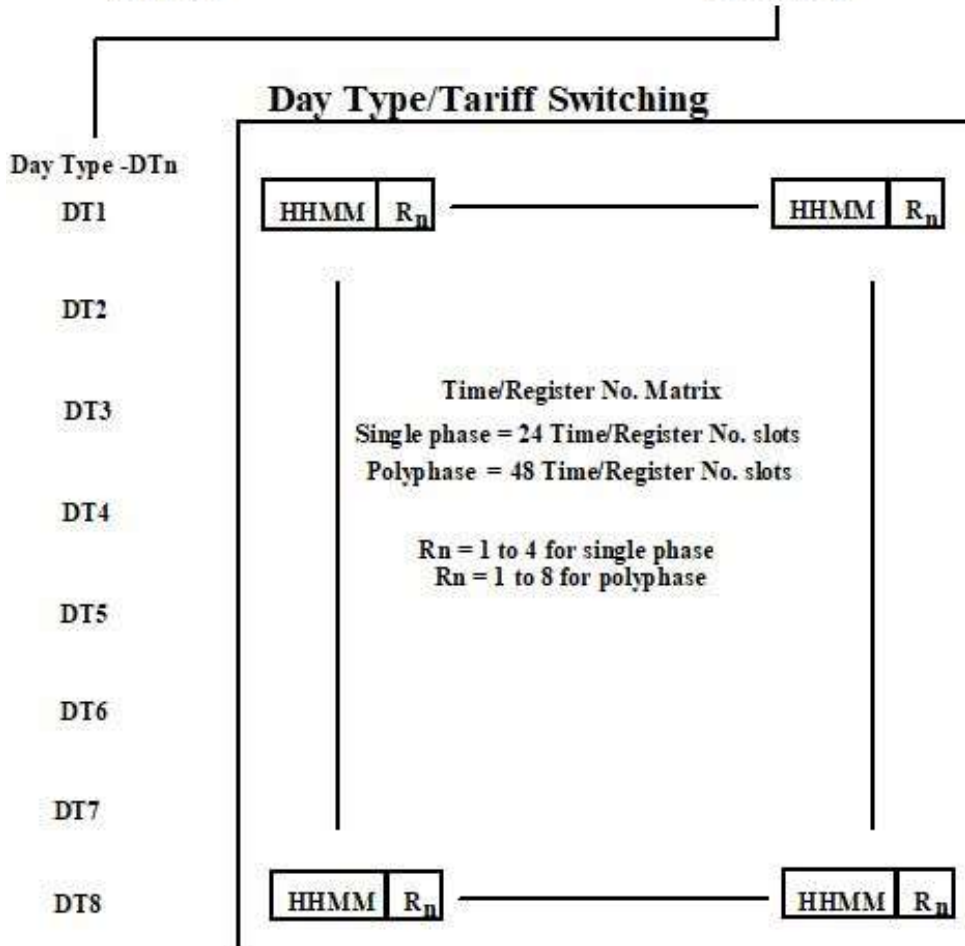 Day Type/Tariff Switching
Day Type -DTn
DT1
HHMM Rn
HHMM Rn
DT2
Time/Register No. Matrix
DT3
Single phase = 24 Time/Register No. slots
Polyphase = 48 Time/Register No. slots
DT4
Rn = 1 to 4 for single phase
Rn = 1 to 8 for polyphase
DT5
DT6
DT7
DT8
HHMM Rn
HHMM Rn